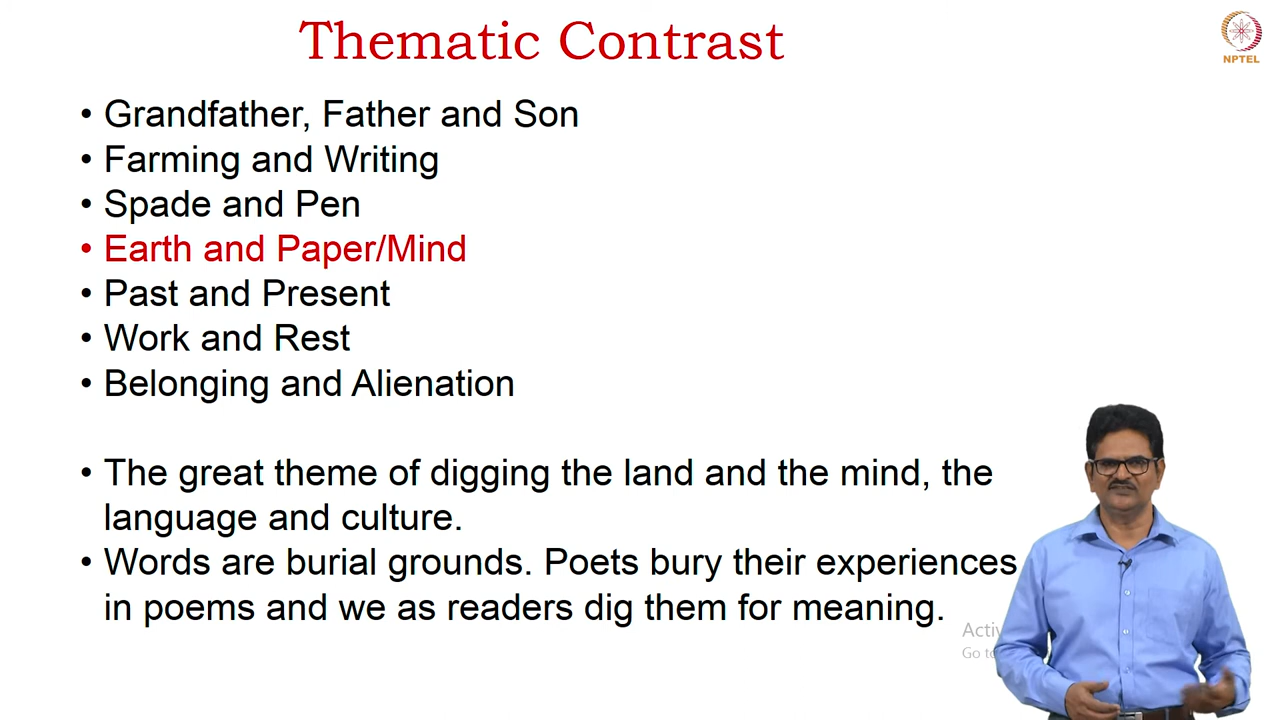 Thematic Contrast
NPTEL
• Grandfather, Father and Son
• Farming and Writing
• Spade and Pen
• Earth and Paper/Mind
• Past and Present
• Work and Rest
• Belonging and Alienation
• The great theme of digging the land and the mind, the
language and culture.
• Words are burial grounds. Poets bury their experiences
in poems and we as readers dig them for meaning.
Go